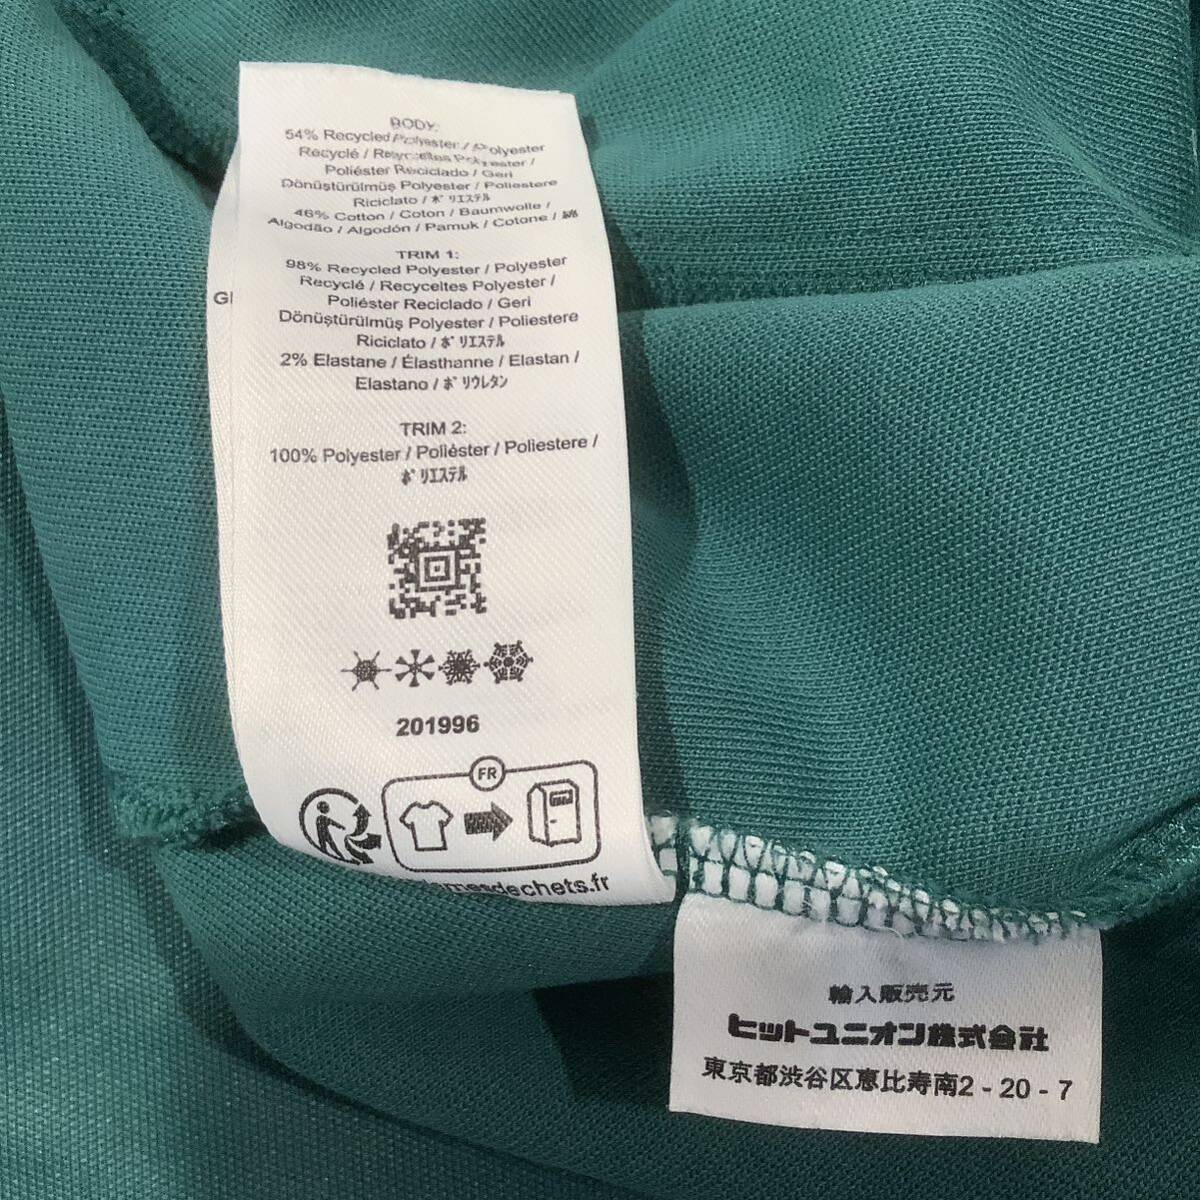 BODY:
54% Recycled Polyester / Polyester
Recyclé / Recyceltes Polyester /
Poliéster Reciclado / Geri
Dönüştürülmüş Polyester / Poliestere
Riciclato / ポリエステル
46% Cotton / Coton / Baumwolle /
Algodão / Algodón / Pamuk / Cotone / 綿
TRIM 1:
98% Recycled Polyester / Polyester
Recyclé / Recyceltes Polyester /
Poliéster Reciclado / Geri
Dönüştürülmüş Polyester / Poliestere
Riciclato / ポリエステル
2% Elastane / Élasthanne / Elastan /
Elastano / ポリウレタン
TRIM 2:
100% Polyester / Poliéster / Poliestere /
ポリエステル
201996
FR
mesdechets.fr
輸入販売元
ヒットユニオン株式会社
東京都渋谷区恵比寿南2-20-7